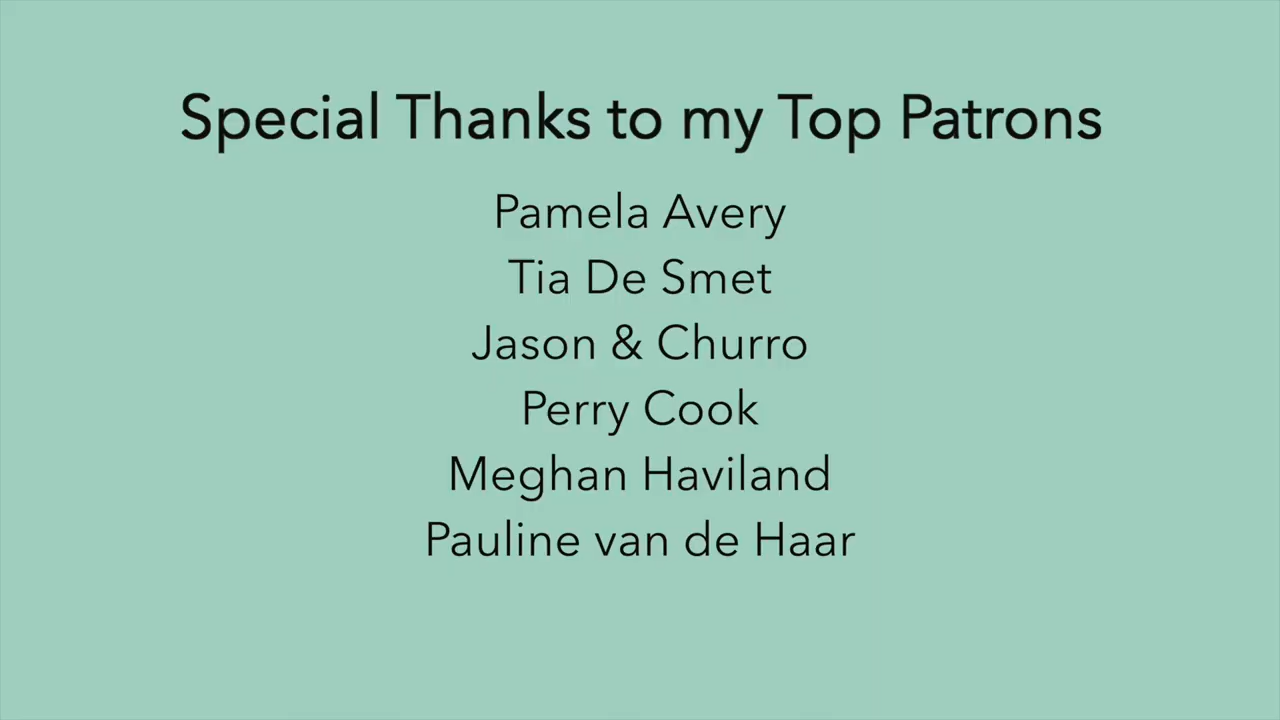 Special Thanks to my Top Patrons
Pamela Avery
Tia De Smet
Jason & Churro
Perry Cook
Meghan Haviland
Pauline van de Haar